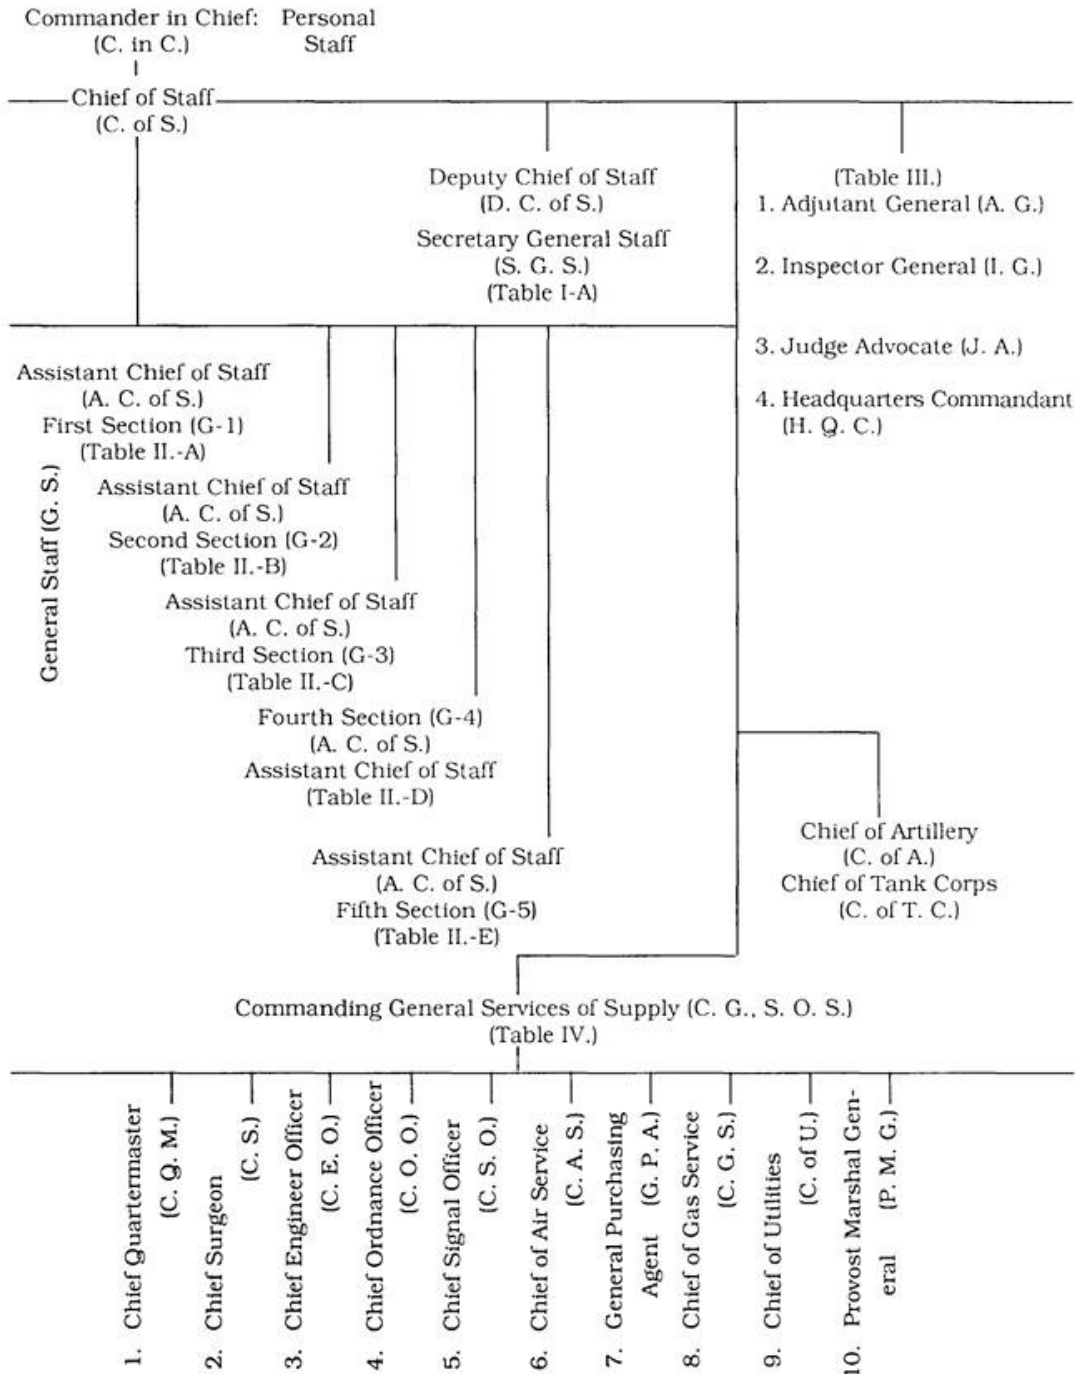 Commander in Chief: Personal
(C. in C.) Staff
Chief of Staff
(C. of S.)
Deputy Chief of Staff
(D. C. of S.)
Secretary General Staff
(S. G. S.)
(Table I-A)
(Table III.)
1. Adjutant General (A. G.)
2. Inspector General (I. G.)
3. Judge Advocate (J. A.)
4. Headquarters Commandant
(H. Q. C.)
General Staff (G. S.)
Assistant Chief of Staff
(A. C. of S.)
First Section (G-1)
(Table II.-A)
Assistant Chief of Staff
(A. C. of S.)
Second Section (G-2)
(Table II.-B)
Assistant Chief of Staff
(A. C. of S.)
Third Section (G-3)
(Table II.-C)
Fourth Section (G-4)
(A. C. of S.)
Assistant Chief of Staff
(Table II.-D)
Assistant Chief of Staff
(A. C. of S.)
Fifth Section (G-5)
(Table II.-E)
Chief of Artillery
(C. of A.)
Chief of Tank Corps
(C. of T. C.)
Commanding General Services of Supply (C. G., S. O. S.)
(Table IV.)
1. Chief Quartermaster
(C. Q. M.)
2. Chief Surgeon
(C. S.)
3. Chief Engineer Officer
(C. E. O.)
4. Chief Ordnance Officer
(C. O. O.)
5. Chief Signal Officer
(C. S. O.)
6. Chief of Air Service
(C. A. S.)
7. General Purchasing
Agent (G. P. A.)
8. Chief of Gas Service
(C. G. S.)
9. Chief of Utilities
(C. of U.)
10. Provost Marshal Gen-
eral (P. M. G.)